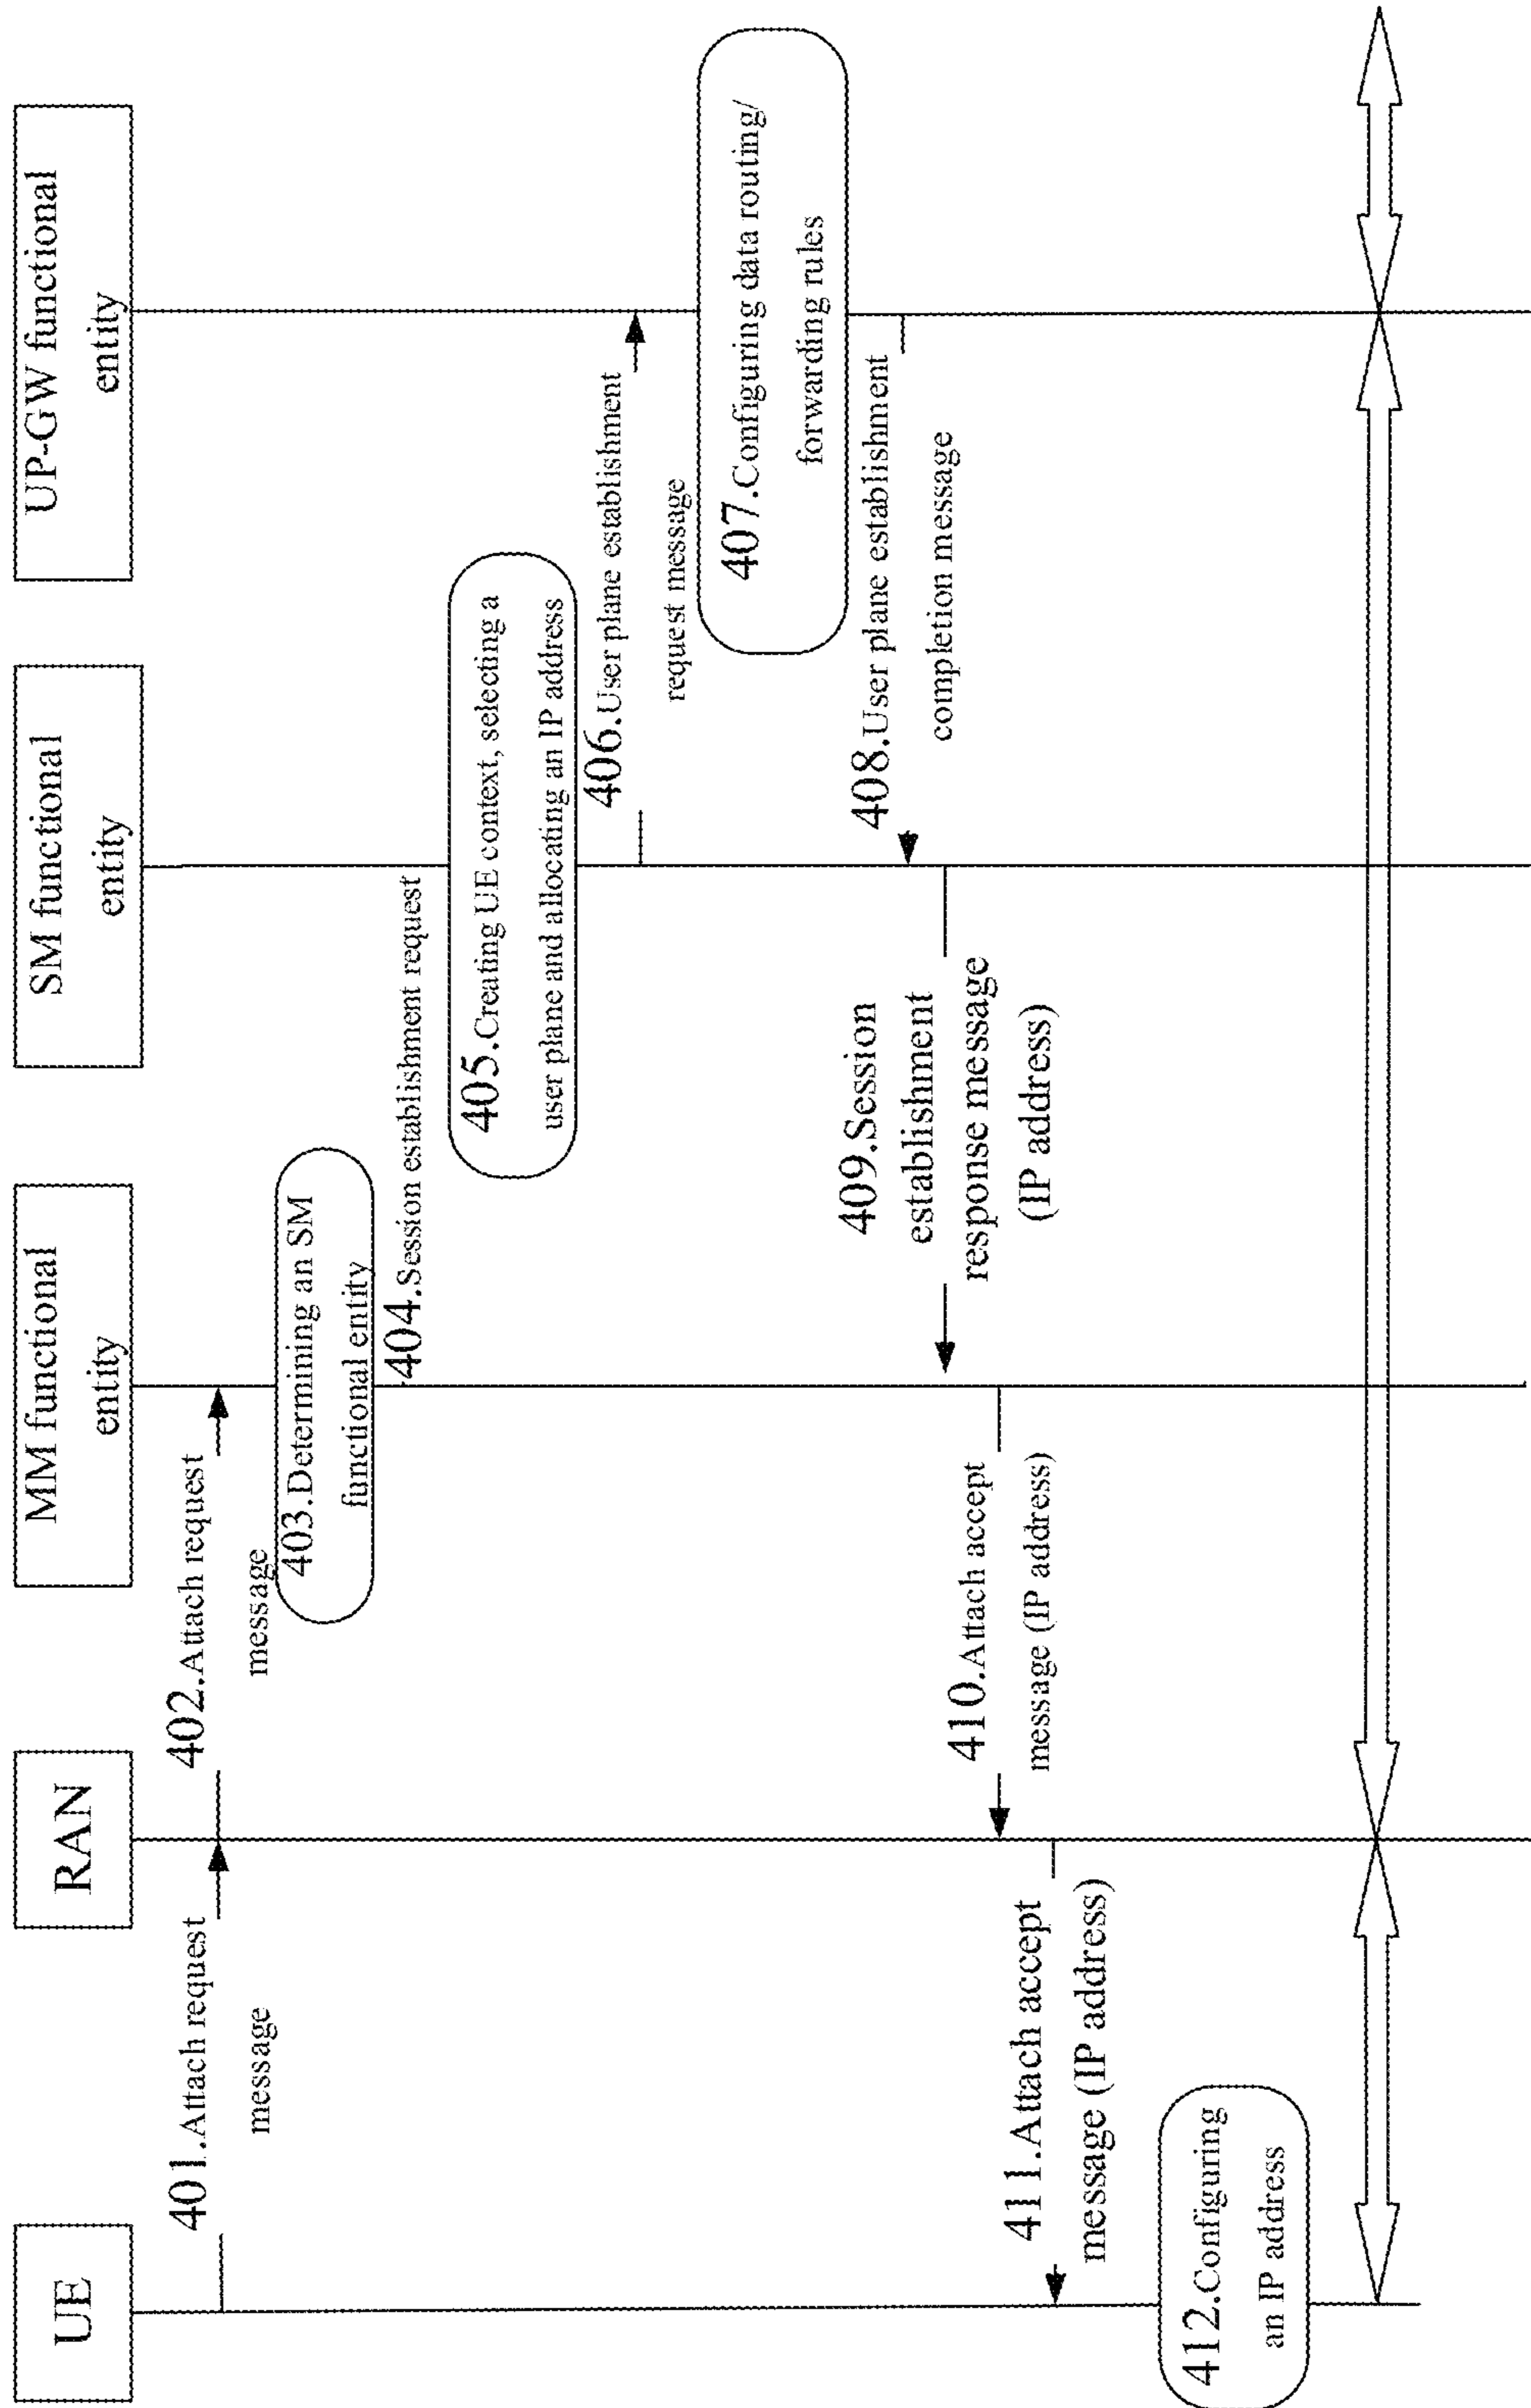 UE
RAN
MM functional
entity
SM functional
entity
UP-GW functional
entity
401.Attach request
message
402.Attach request
message
403.Determining an SM
functional entity
404.Session establishment request
405.Creating UE context, selecting a
user plane and allocating an IP address
406.User plane establishment
request message
407.Configuring data routing/
forwarding rules
408.User plane establishment
completion message
409.Session
establishment
response message
(IP address)
410.Attach accept
message (IP address)
411.Attach accept
message (IP address)
412.Configuring
an IP address